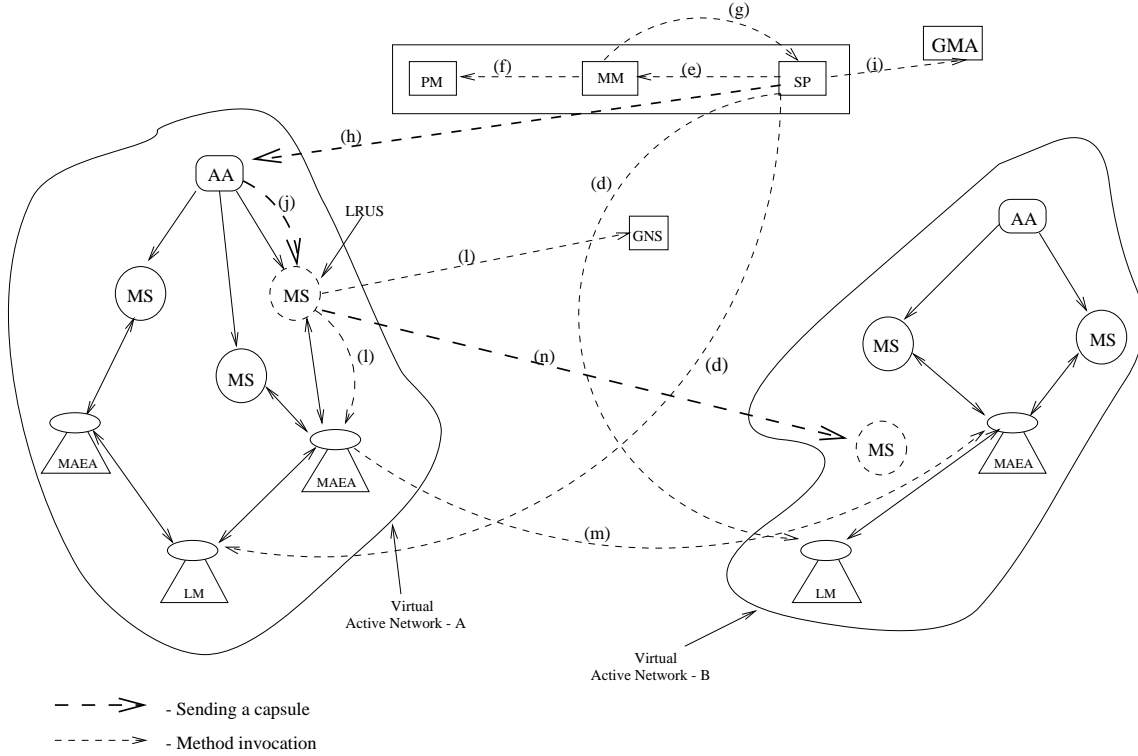 (g)
GMA
(f)
(e)
(i)
PM
MM
SP
(h)
AA
(d)
(j)
LRUS
AA
GNS
(l)
MS
MS
MS
MS
(n)
(l)
(d)
MS
MS
MAEA
MAEA
MAEA
(m)
LM
LM
Virtual
Active Network - A
Virtual
Active Network - B
- Sending a capsule
- Method invocation